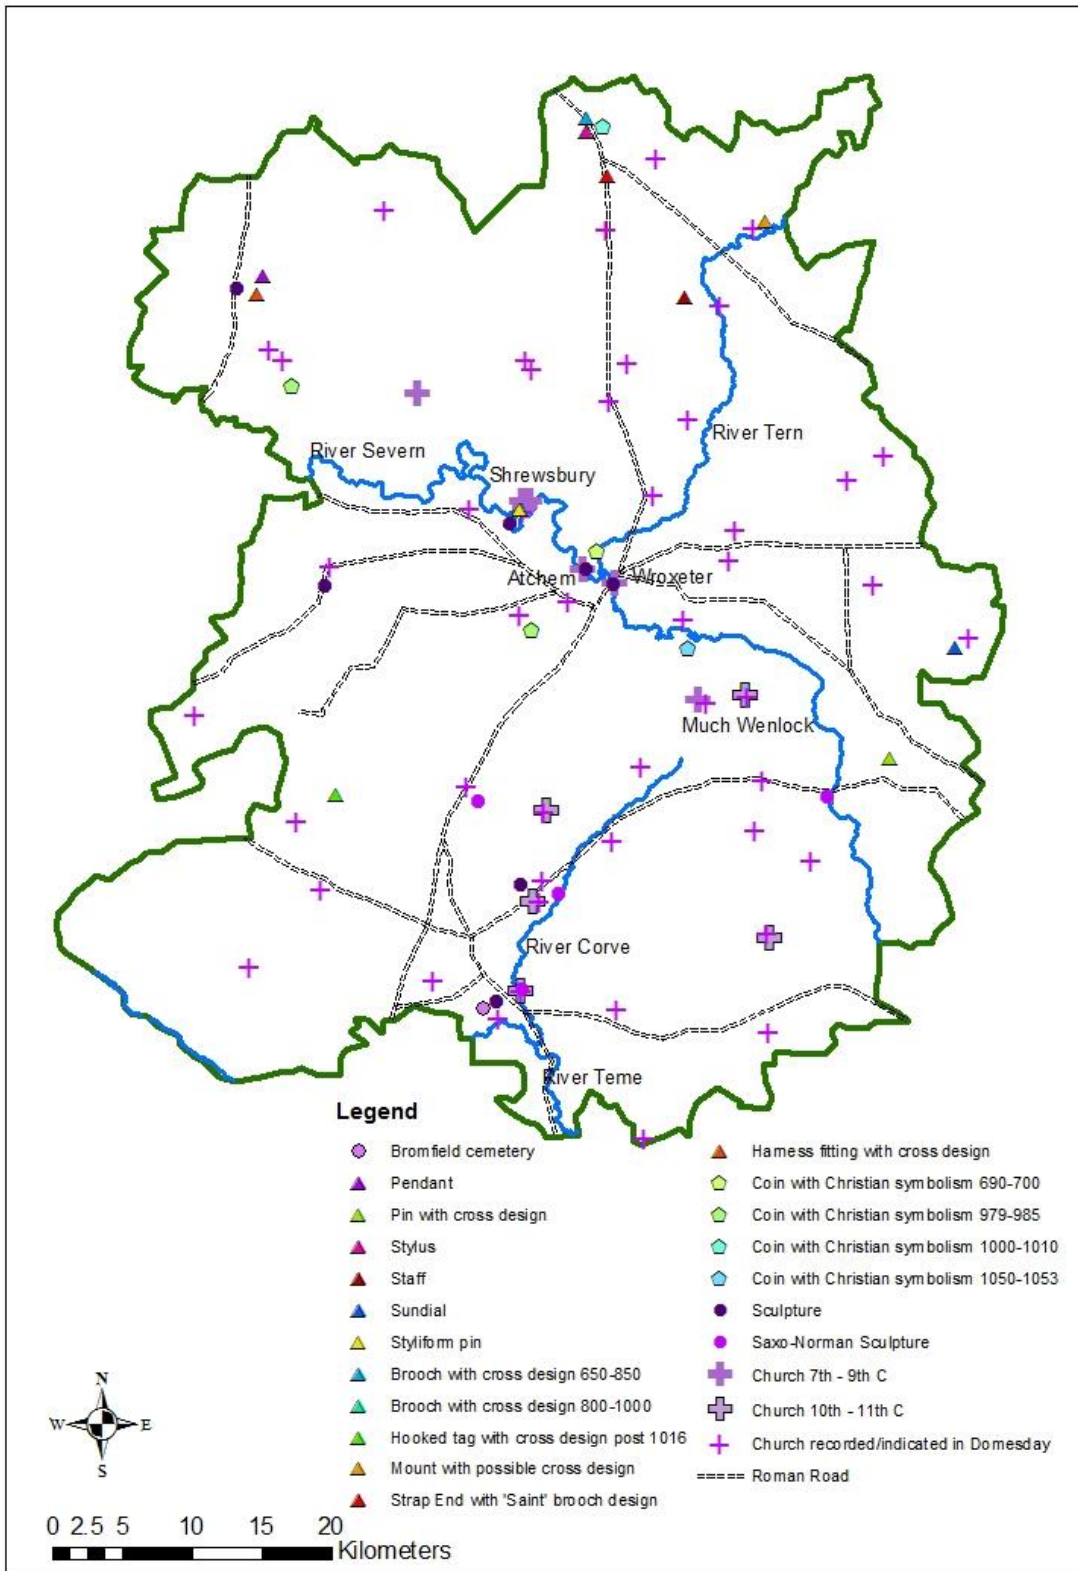 River Severn
River Tern
Shrewsbury
Atchem
Wroxeter
Much Wenlock
River Corve
River Teme
Legend
Bromfield cemetery
Pendant
Pin with cross design
Stylus
Staff
Sundial
Styliform pin
Brooch with cross design 650-850
Brooch with cross design 800-1000
Hooked tag with cross design post 1016
Mount with possible cross design
Strap End with 'Saint' brooch design
Harness fitting with cross design
Coin with Christian symbolism 690-700
Coin with Christian symbolism 979-985
Coin with Christian symbolism 1000-1010
Coin with Christian symbolism 1050-1053
Sculpture
Saxo-Norman Sculpture
Church 7th - 9th C
Church 10th - 11th C
Church recorded/indicated in Domesday
Roman Road
N
W E
S
0 2.5 5 10 15 20
Kilometers